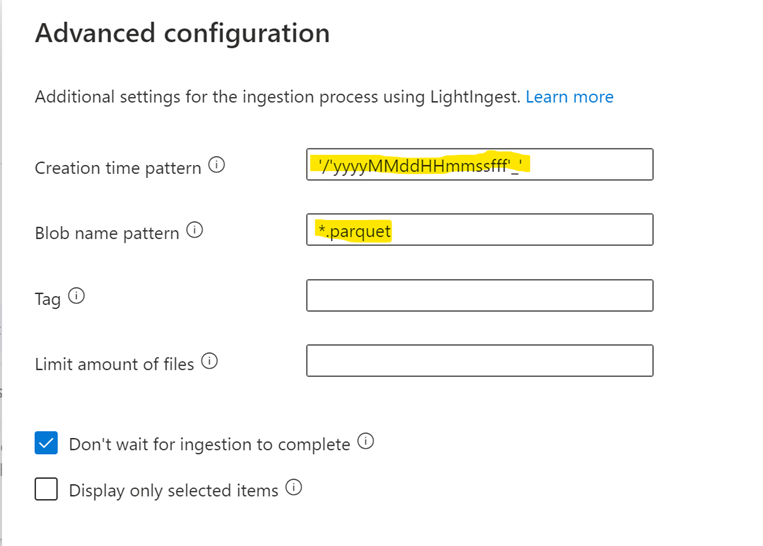 Advanced configuration
Additional settings for the ingestion process using LightIngest. Learn more
Creation time pattern '/'yyyyMMddHHmmssfff'_'
Blob name pattern *.parquet
Tag
Limit amount of files
Don't wait for ingestion to complete
Display only selected items